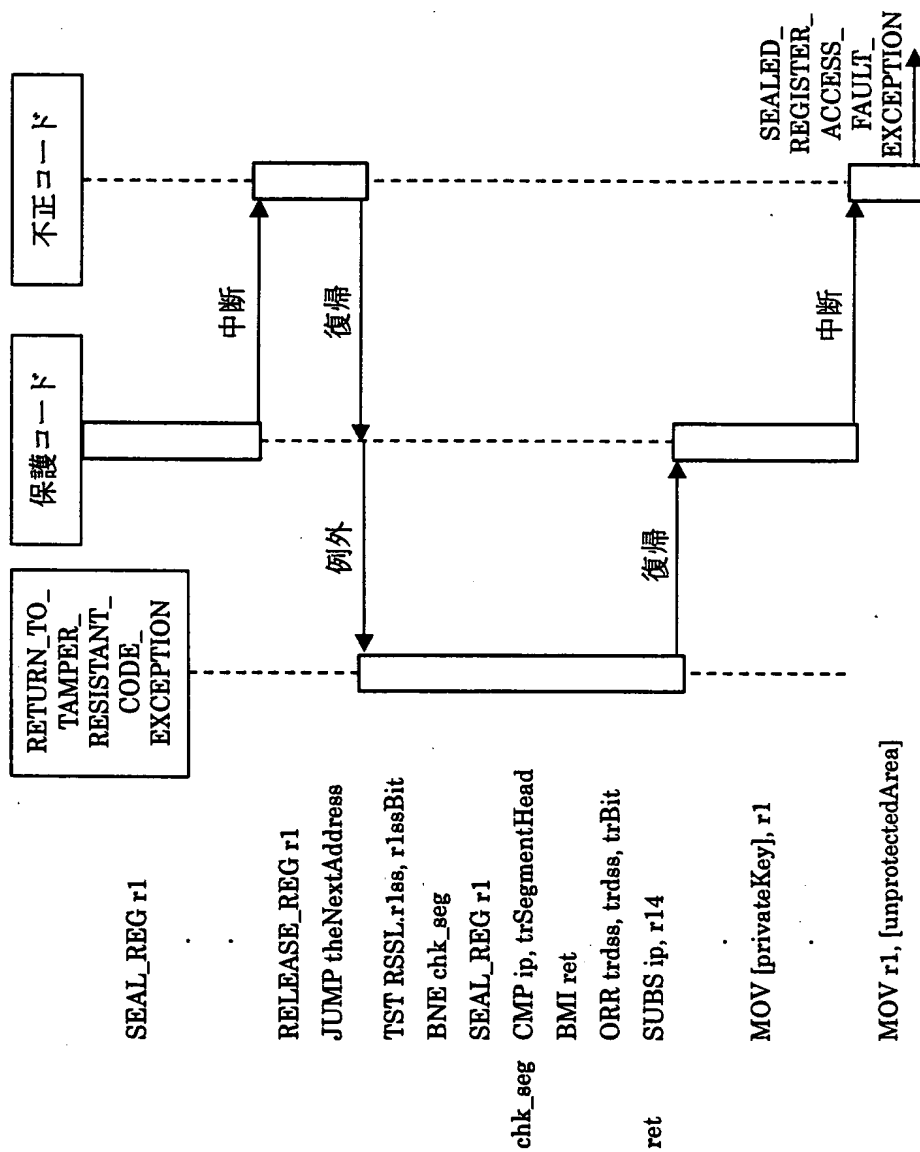 RETURN_TO_
TAMPER_
RESISTANT_
CODE_
EXCEPTION
保護コード
不正コード
SEAL_REG r1
中断
RELEASE_REG r1
JUMP theNextAddress
復帰
例外
TST RSSL.r1ss, r1ssBit
BNE chk_seg
SEAL_REG r1
chk_seg CMP ip, trSegmentHead
BMI ret
ORR trdss, trdss, trBit
ret SUBS ip, r14
復帰
MOV [privateKey], r1
中断
MOV r1, [unprotectedArea]
SEALED_
REGISTER_
ACCESS_
FAULT_
EXCEPTION